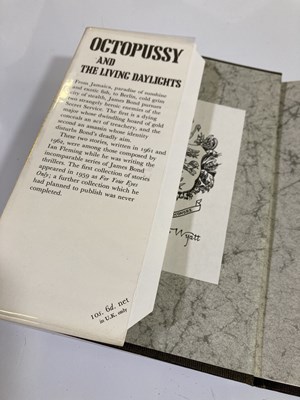 OCTOPUSSY
AND
THE LIVING DAYLIGHTS
From Jamaica, paradise of sunshine
and exotic fish, to Berlin, cold grim
city of stealth, James Bond pursues
two strangely heroic enemies of the
Secret Service. The first is a dying
major whose dwindling hoard of gold
conceals an act of treachery, and the
second an assassin whose identity
disturbs Bond's deadly aim.
These two stories, written in 1961 and
1962, were among those composed by
Ian Fleming while he was writing the
incomparable series of James Bond
thrillers. The first collection of stories
appeared in 1959 as For Your Eyes
Only; a further collection which he
had planned to publish was never
completed.
10s. 6d. net
in U.K. only
Wyatt